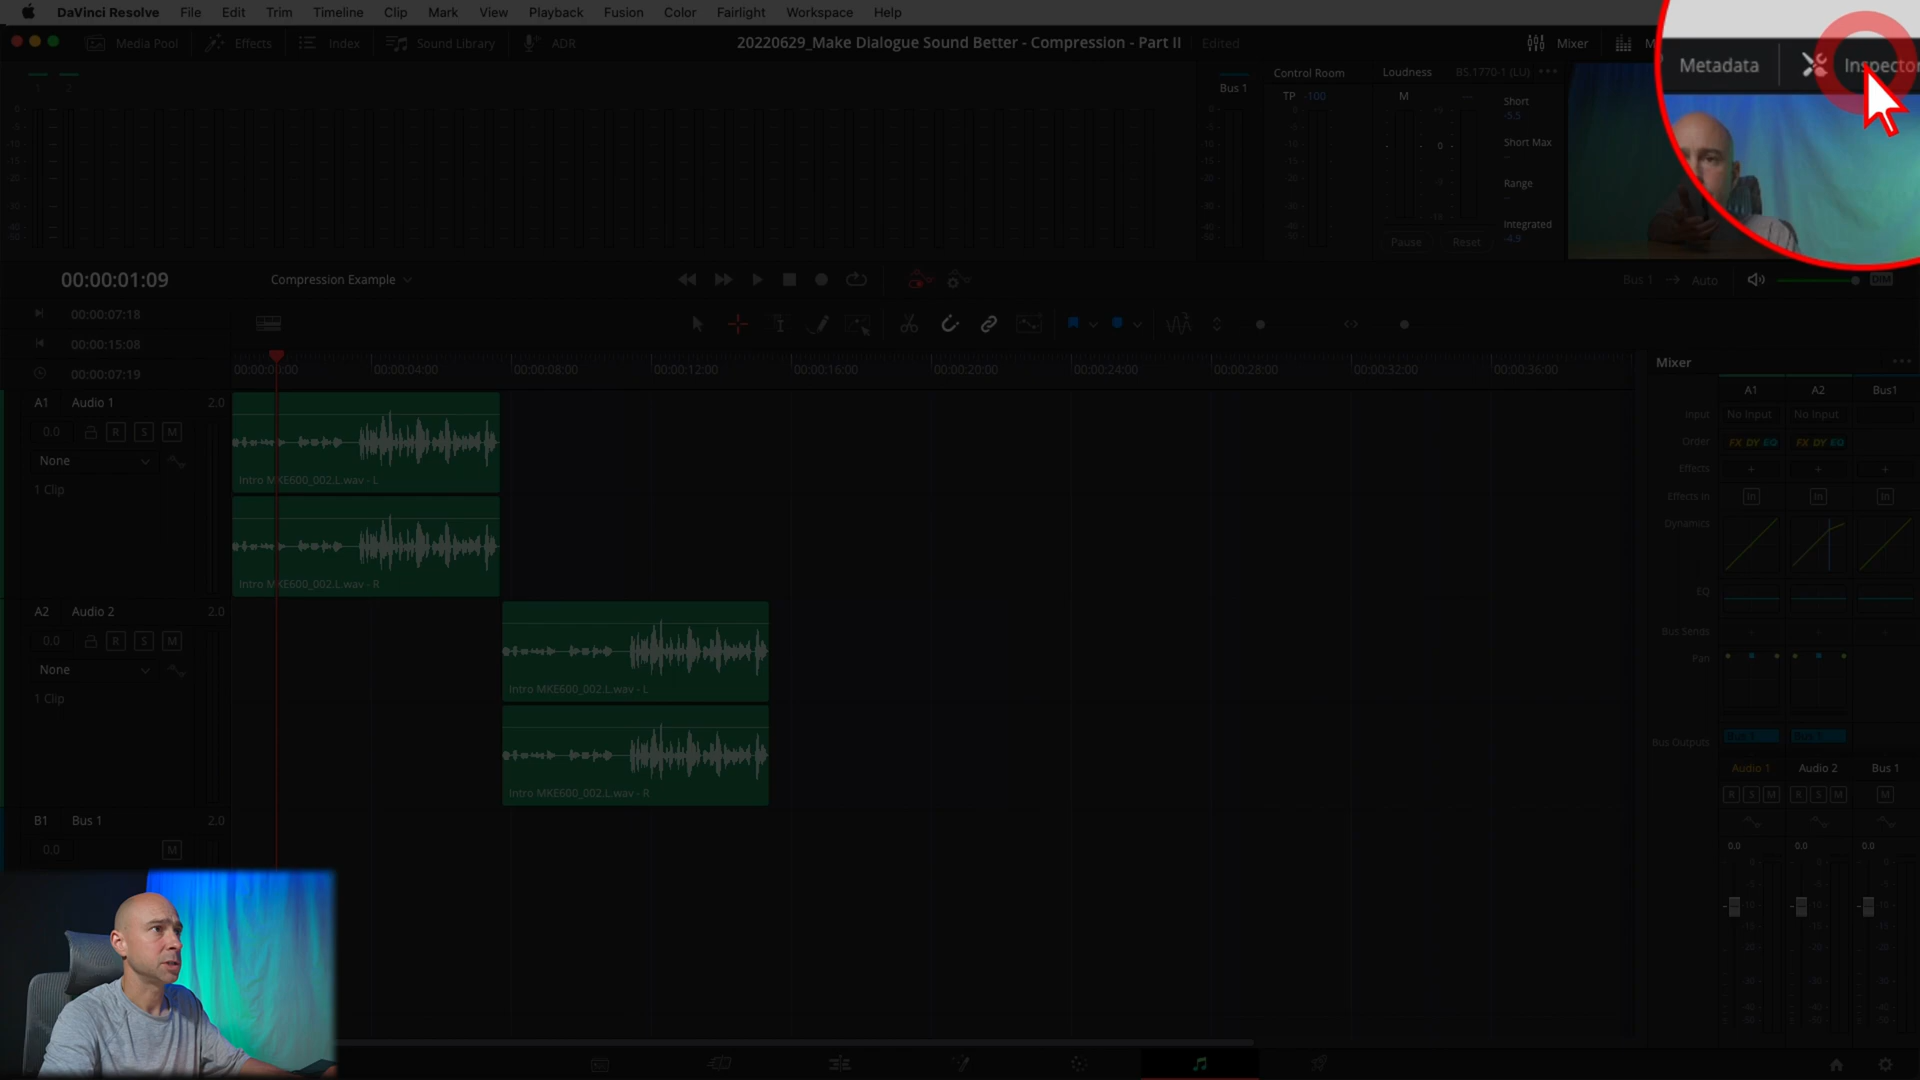 DaVinci Resolve File Edit Trim Timeline Clip Mark View Playback Fusion Color Fairlight Workspace Help
Media Pool Effects Index Sound Library ADR 20220629_Make Dialogue Sound Better - Compression - Part II Edited Mixer Metadata Inspector
Bus 1 Control Room Loudness BS.1770-1 (LU)
TP -100 M
Short
-5.5
Short Max
Range
Integrated
-4.9
Pause Reset
00:00:01:09 Compression Example Bus 1 Auto DIM
00:00:07:18
00:00:15:08
00:00:07:19
00:00:00:00 00:00:04:00 00:00:08:00 00:00:12:00 00:00:16:00 00:00:20:00 00:00:24:00 00:00:28:00 00:00:32:00 00:00:36:00
A1 Audio 1 2.0
0.0 R S M
None
1 Clip
Intro MKE600_002.L.wav - L
Intro MKE600_002.L.wav - R
A2 Audio 2 2.0
0.0 R S M
None
1 Clip
Intro MKE600_002.L.wav - L
Intro MKE600_002.L.wav - R
B1 Bus 1 2.0
0.0 M
Mixer
A1 A2 Bus1
Input No Input No Input
Order FX DY EQ FX DY EQ
Effects + + +
Effects In In In In
Dynamics
EQ
Bus Sends
Pan
Bus Outputs Bus 1 Bus 1
Audio 1 Audio 2 Bus 1
R S M R S M M
0.0 0.0 0.0